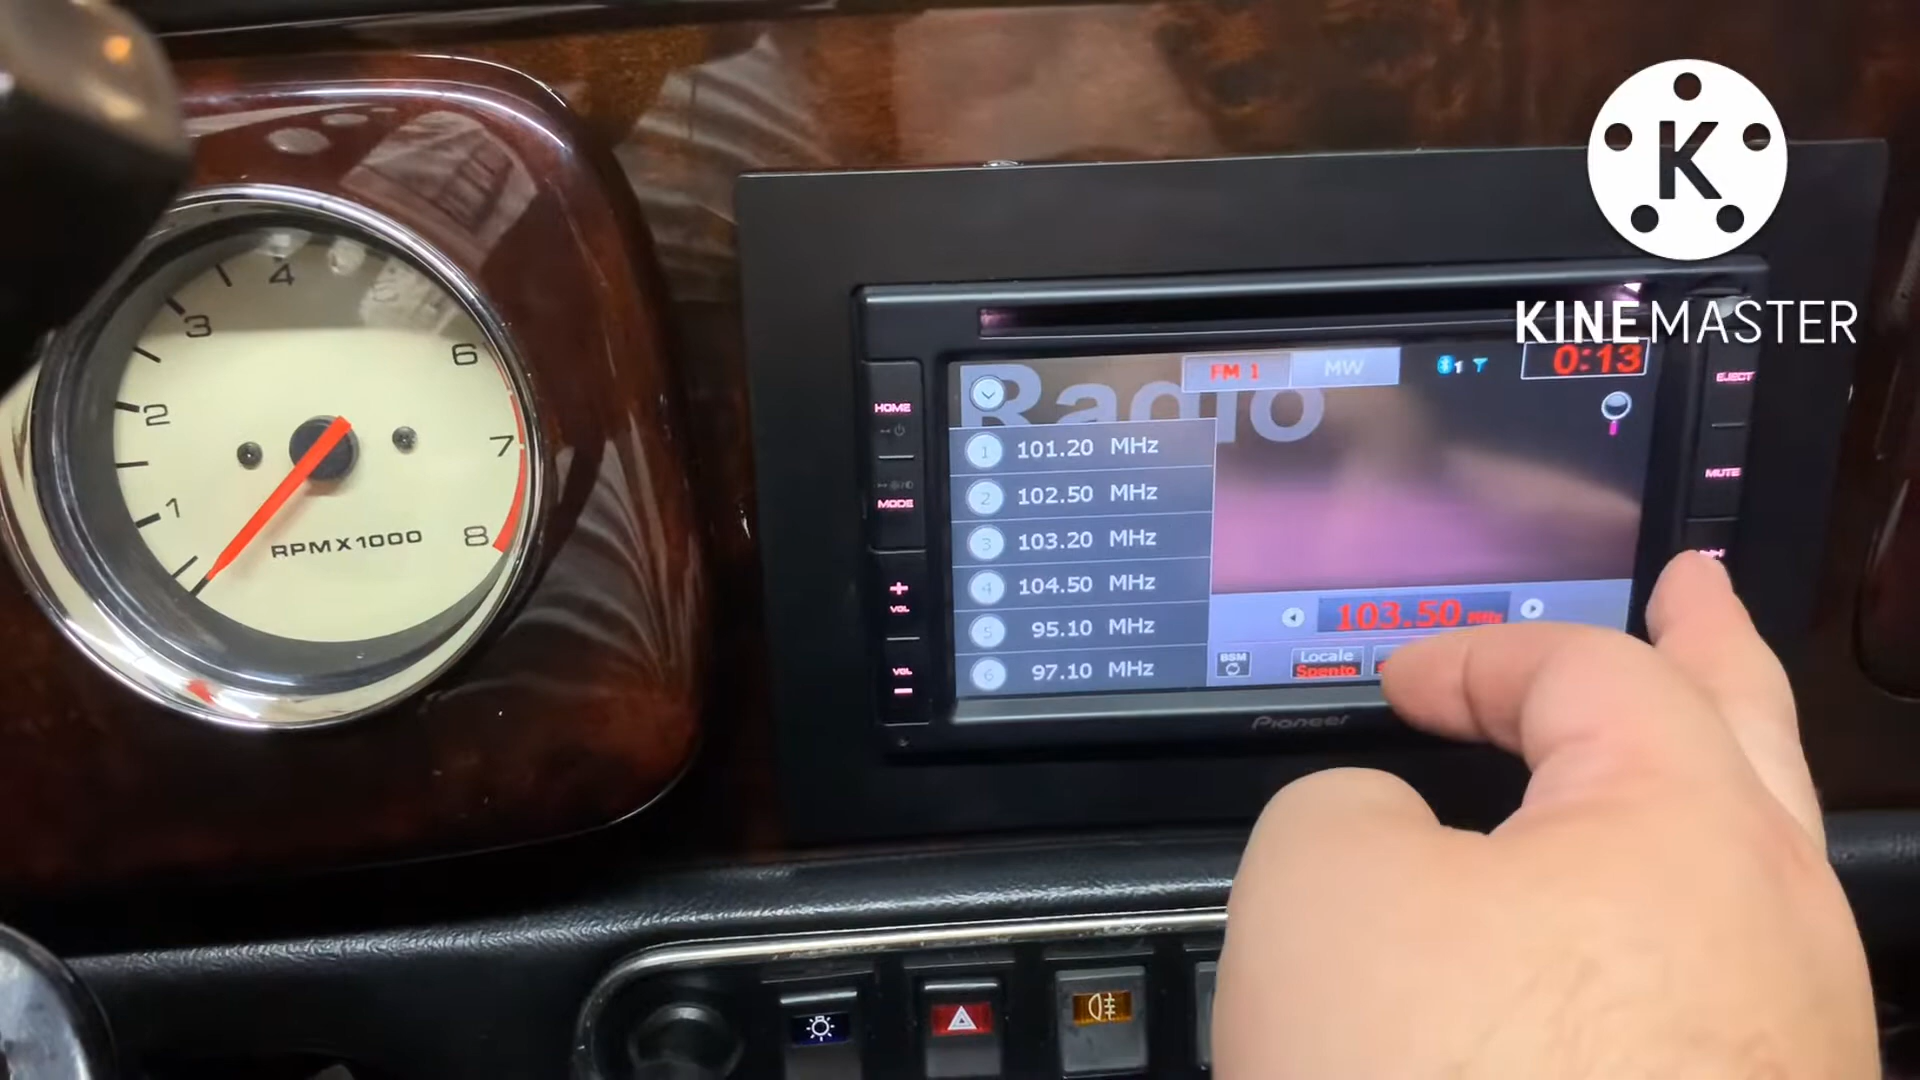 K
KINEMASTER
4
3
2
1
6
7
8
RPM X 1000
HOME
MODE
+
VOL
VOL
Radio
FM 1
MW
1
0:13
1 101.20 MHz
2 102.50 MHz
3 103.20 MHz
4 104.50 MHz
5 95.10 MHz
6 97.10 MHz
103.50 MHz
BSM
Locale
Spento
Pioneer
EJECT
MUTE